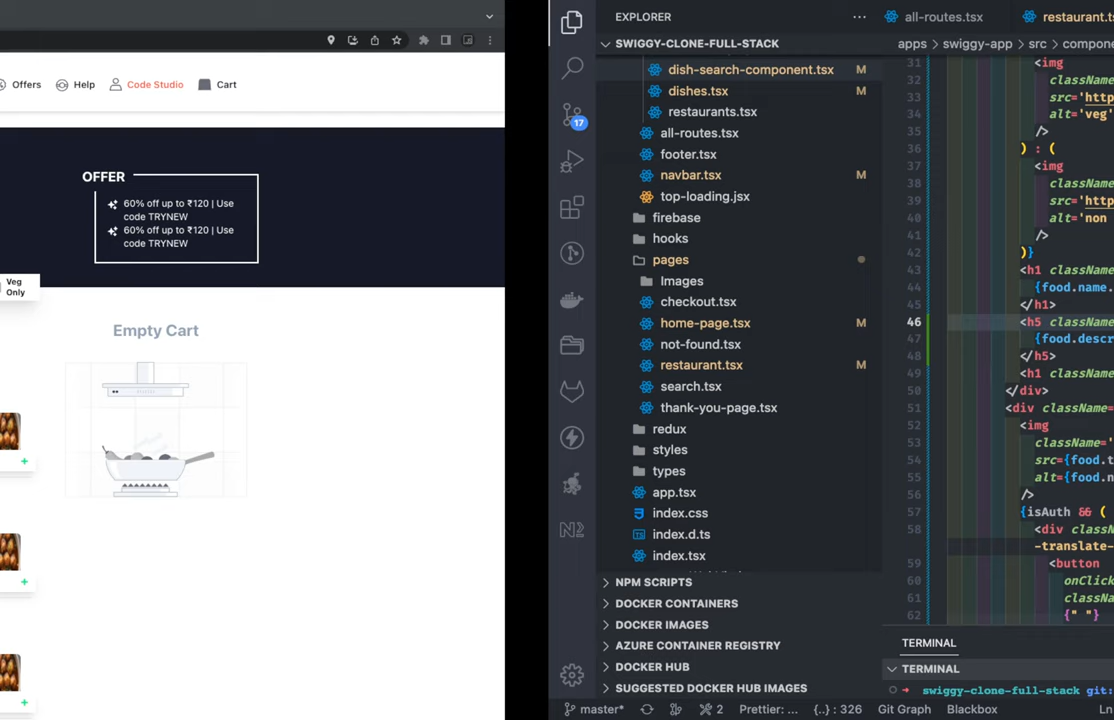 Offers
Help
Code Studio
Cart
OFFER
60% off up to ₹120 | Use
code TRYNEW
60% off up to ₹120 | Use
code TRYNEW
Veg
Only
Empty Cart
+
+
+
17
EXPLORER
SWIGGY-CLONE-FULL-STACK
dish-search-component.tsx M
dishes.tsx M
restaurants.tsx
all-routes.tsx
footer.tsx
navbar.tsx M
top-loading.jsx
firebase
hooks
pages
Images
checkout.tsx
home-page.tsx M
not-found.tsx
restaurant.tsx M
search.tsx
thank-you-page.tsx
redux
styles
types
app.tsx
index.css
index.d.ts
index.tsx
NPM SCRIPTS
DOCKER CONTAINERS
DOCKER IMAGES
AZURE CONTAINER REGISTRY
DOCKER HUB
SUGGESTED DOCKER HUB IMAGES
all-routes.tsx restaurant.t
apps > swiggy-app > src > compone
31 <img
32 className=
33 src='http
34 alt='veg'
35 />
36 ) : (
37 <img
38 className=
39 src='http
40 alt='non
41 />
42 )}
43 <h1 className
44 {food.name.
45 </h1>
46 <h5 className
47 {food.descr
48 </h5>
49 <h1 className
50 </div>
51 <div className=
52 <img
53 className='
54 src={food.t
55 alt={food.n
56 />
57 {isAuth && (
58 <div classN
-translate-
59 <button
60 onClick
61 classNa
62 {" "}
TERMINAL
TERMINAL
swiggy-clone-full-stack git:
master* 2 Prettier: ... {..} : 326 Git Graph Blackbox Ln